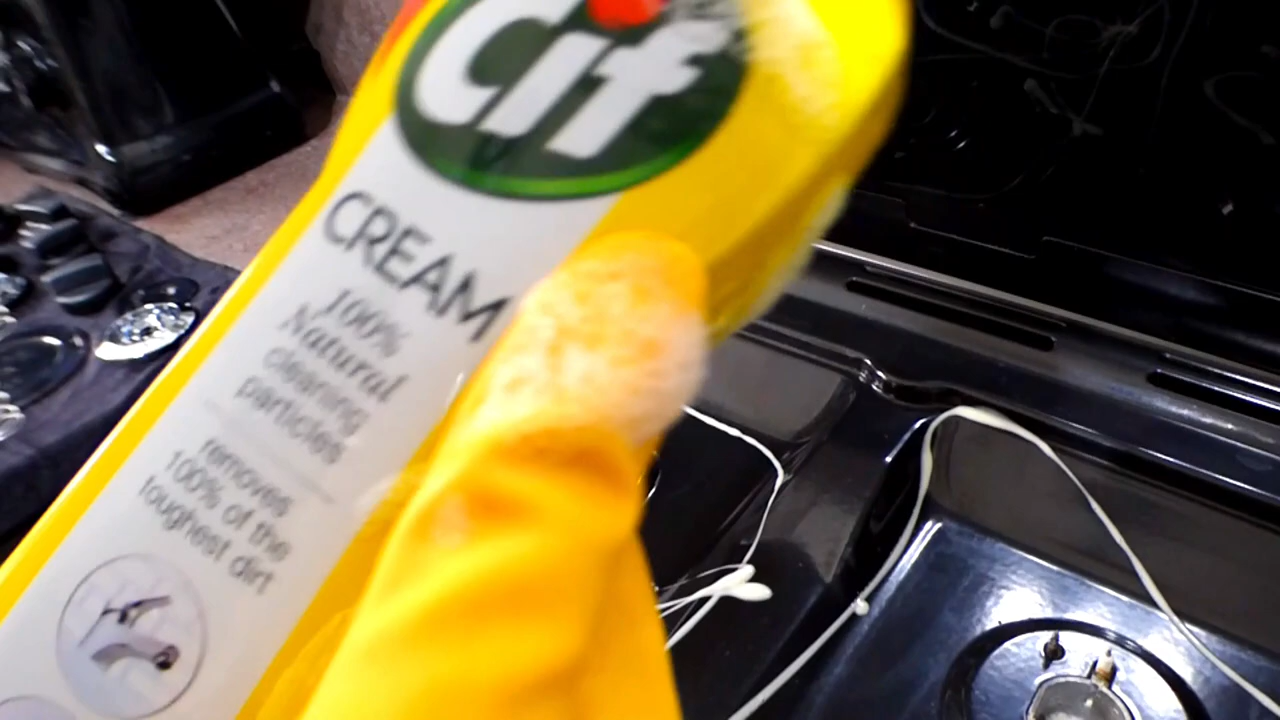 Cif
CREAM
100%
Natural
cleaning
particles
removes
100% of the
toughest dirt